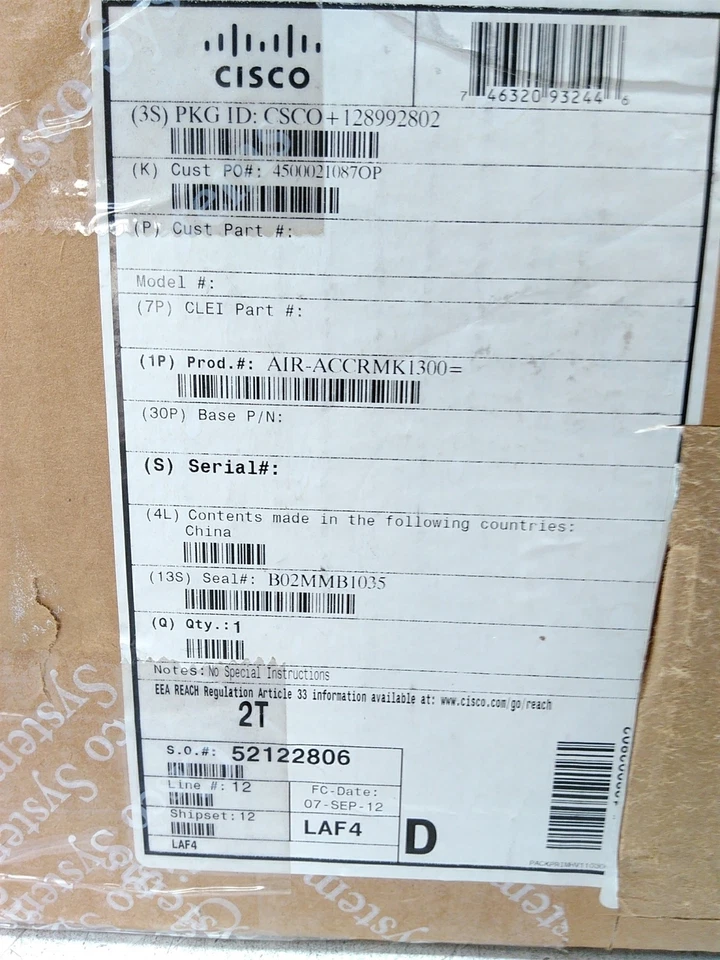 CISCO
7 46320 93244 6
(3S) PKG ID: CSCO+128992802
(K) Cust PO#: 4500021087OP
(P) Cust Part #:
Model #:
(7P) CLEI Part #:
(1P) Prod.#: AIR-ACCRMK1300=
(30P) Base P/N:
(S) Serial#:
(4L) Contents made in the following countries:
China
(13S) Seal#: B02MMB1035
(Q) Qty.:1
Notes: No Special Instructions
EEA REACH Regulation Article 33 information available at: www.cisco.com/go/reach
2T
S.O.#: 52122806
Line #: 12
FC-Date:
07-SEP-12
Shipset: 12
LAF4
LAF4
D
Cisco Systems